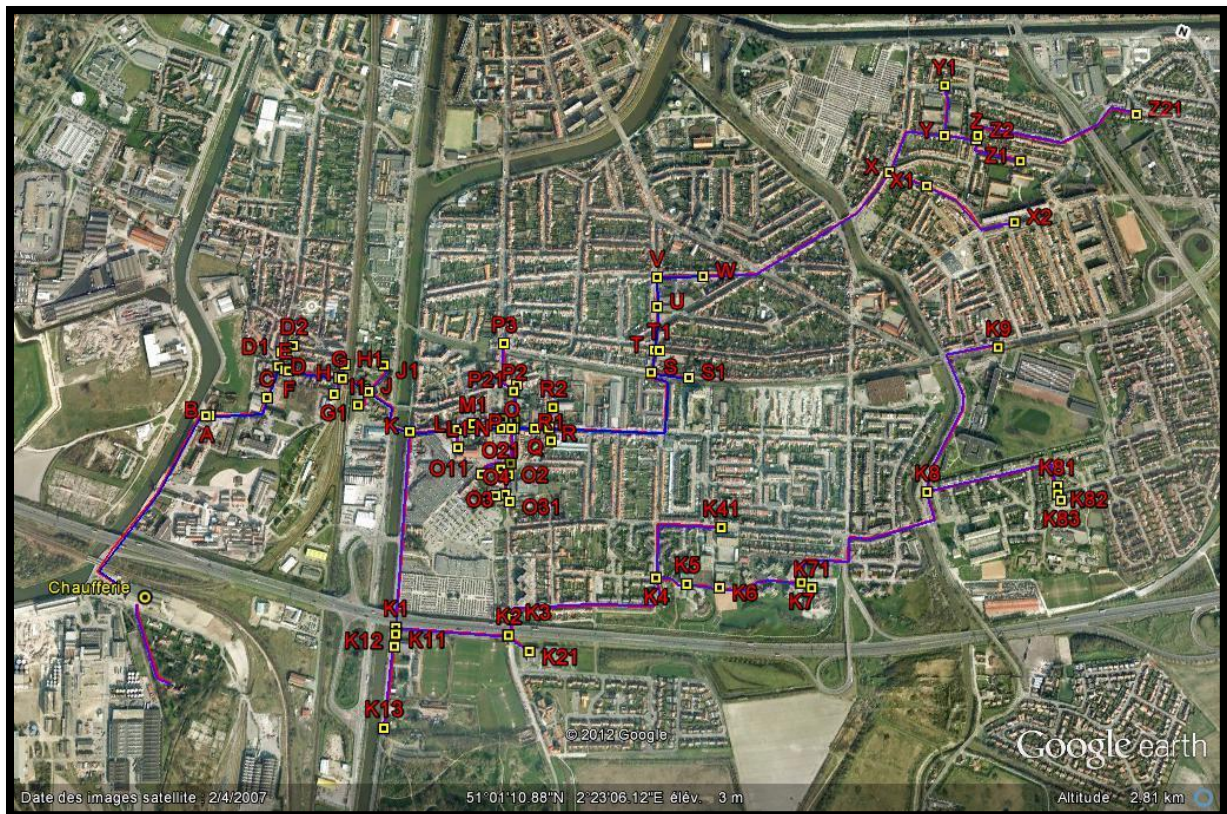 N
Y1
Z21
Y
Z
Z2
Z1
X
X1
X2
V
W
U
T1
T
S
S1
K9
P3
D2
D1
E
D
G
H1
C
F
H
J1
I1
J
G1
P2
P21
R2
B
A
K
L
L1
M1
N
P
O
R1
R
Q
O11
O21
O4
O2
O3
O31
K8
K81
K82
K83
K41
Chaufferie
K5
K4
K6
K71
K7
K1
K2
K3
K12
K11
K21
K13
© 2012 Google
Google earth
Date des images satellite : 2/4/2007
51°01'10.88"N 2°23'06.12"E élév. 3 m
Altitude 2.81 km